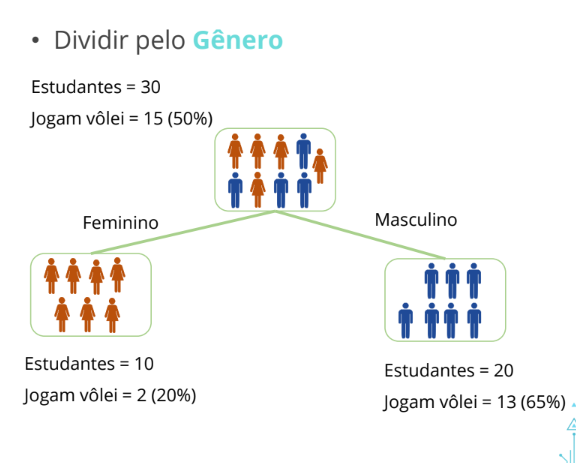 • Dividir pelo Gênero
Estudantes = 30
Jogam vôlei = 15 (50%)
Feminino
Masculino
Estudantes = 10
Jogam vôlei = 2 (20%)
Estudantes = 20
Jogam vôlei = 13 (65%)